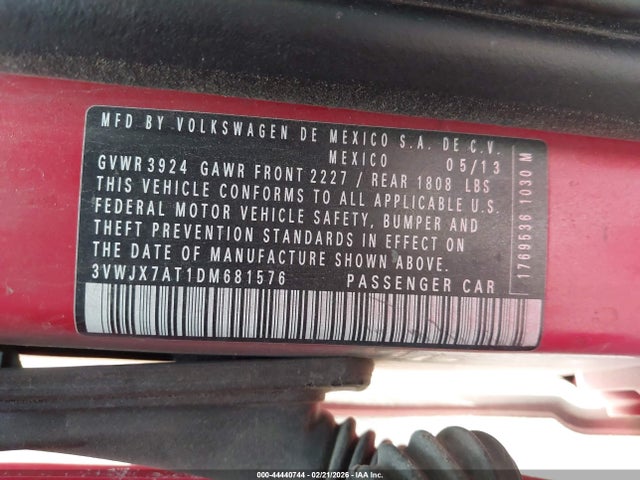 MFD BY VOLKSWAGEN DE MEXICO S.A. DE C.V.
MEXICO 05/13
GVWR 3924 GAWR FRONT 2227 / REAR 1808 LBS
THIS VEHICLE CONFORMS TO ALL APPLICABLE U.S.
FEDERAL MOTOR VEHICLE SAFETY, BUMPER AND
THEFT PREVENTION STANDARDS IN EFFECT ON
THE DATE OF MANUFACTURE SHOWN ABOVE.
3VWJX7AT1DM681576 PASSENGER CAR
1769536 1030 M
000-44440744 - 02/21/2026 - IAA Inc.